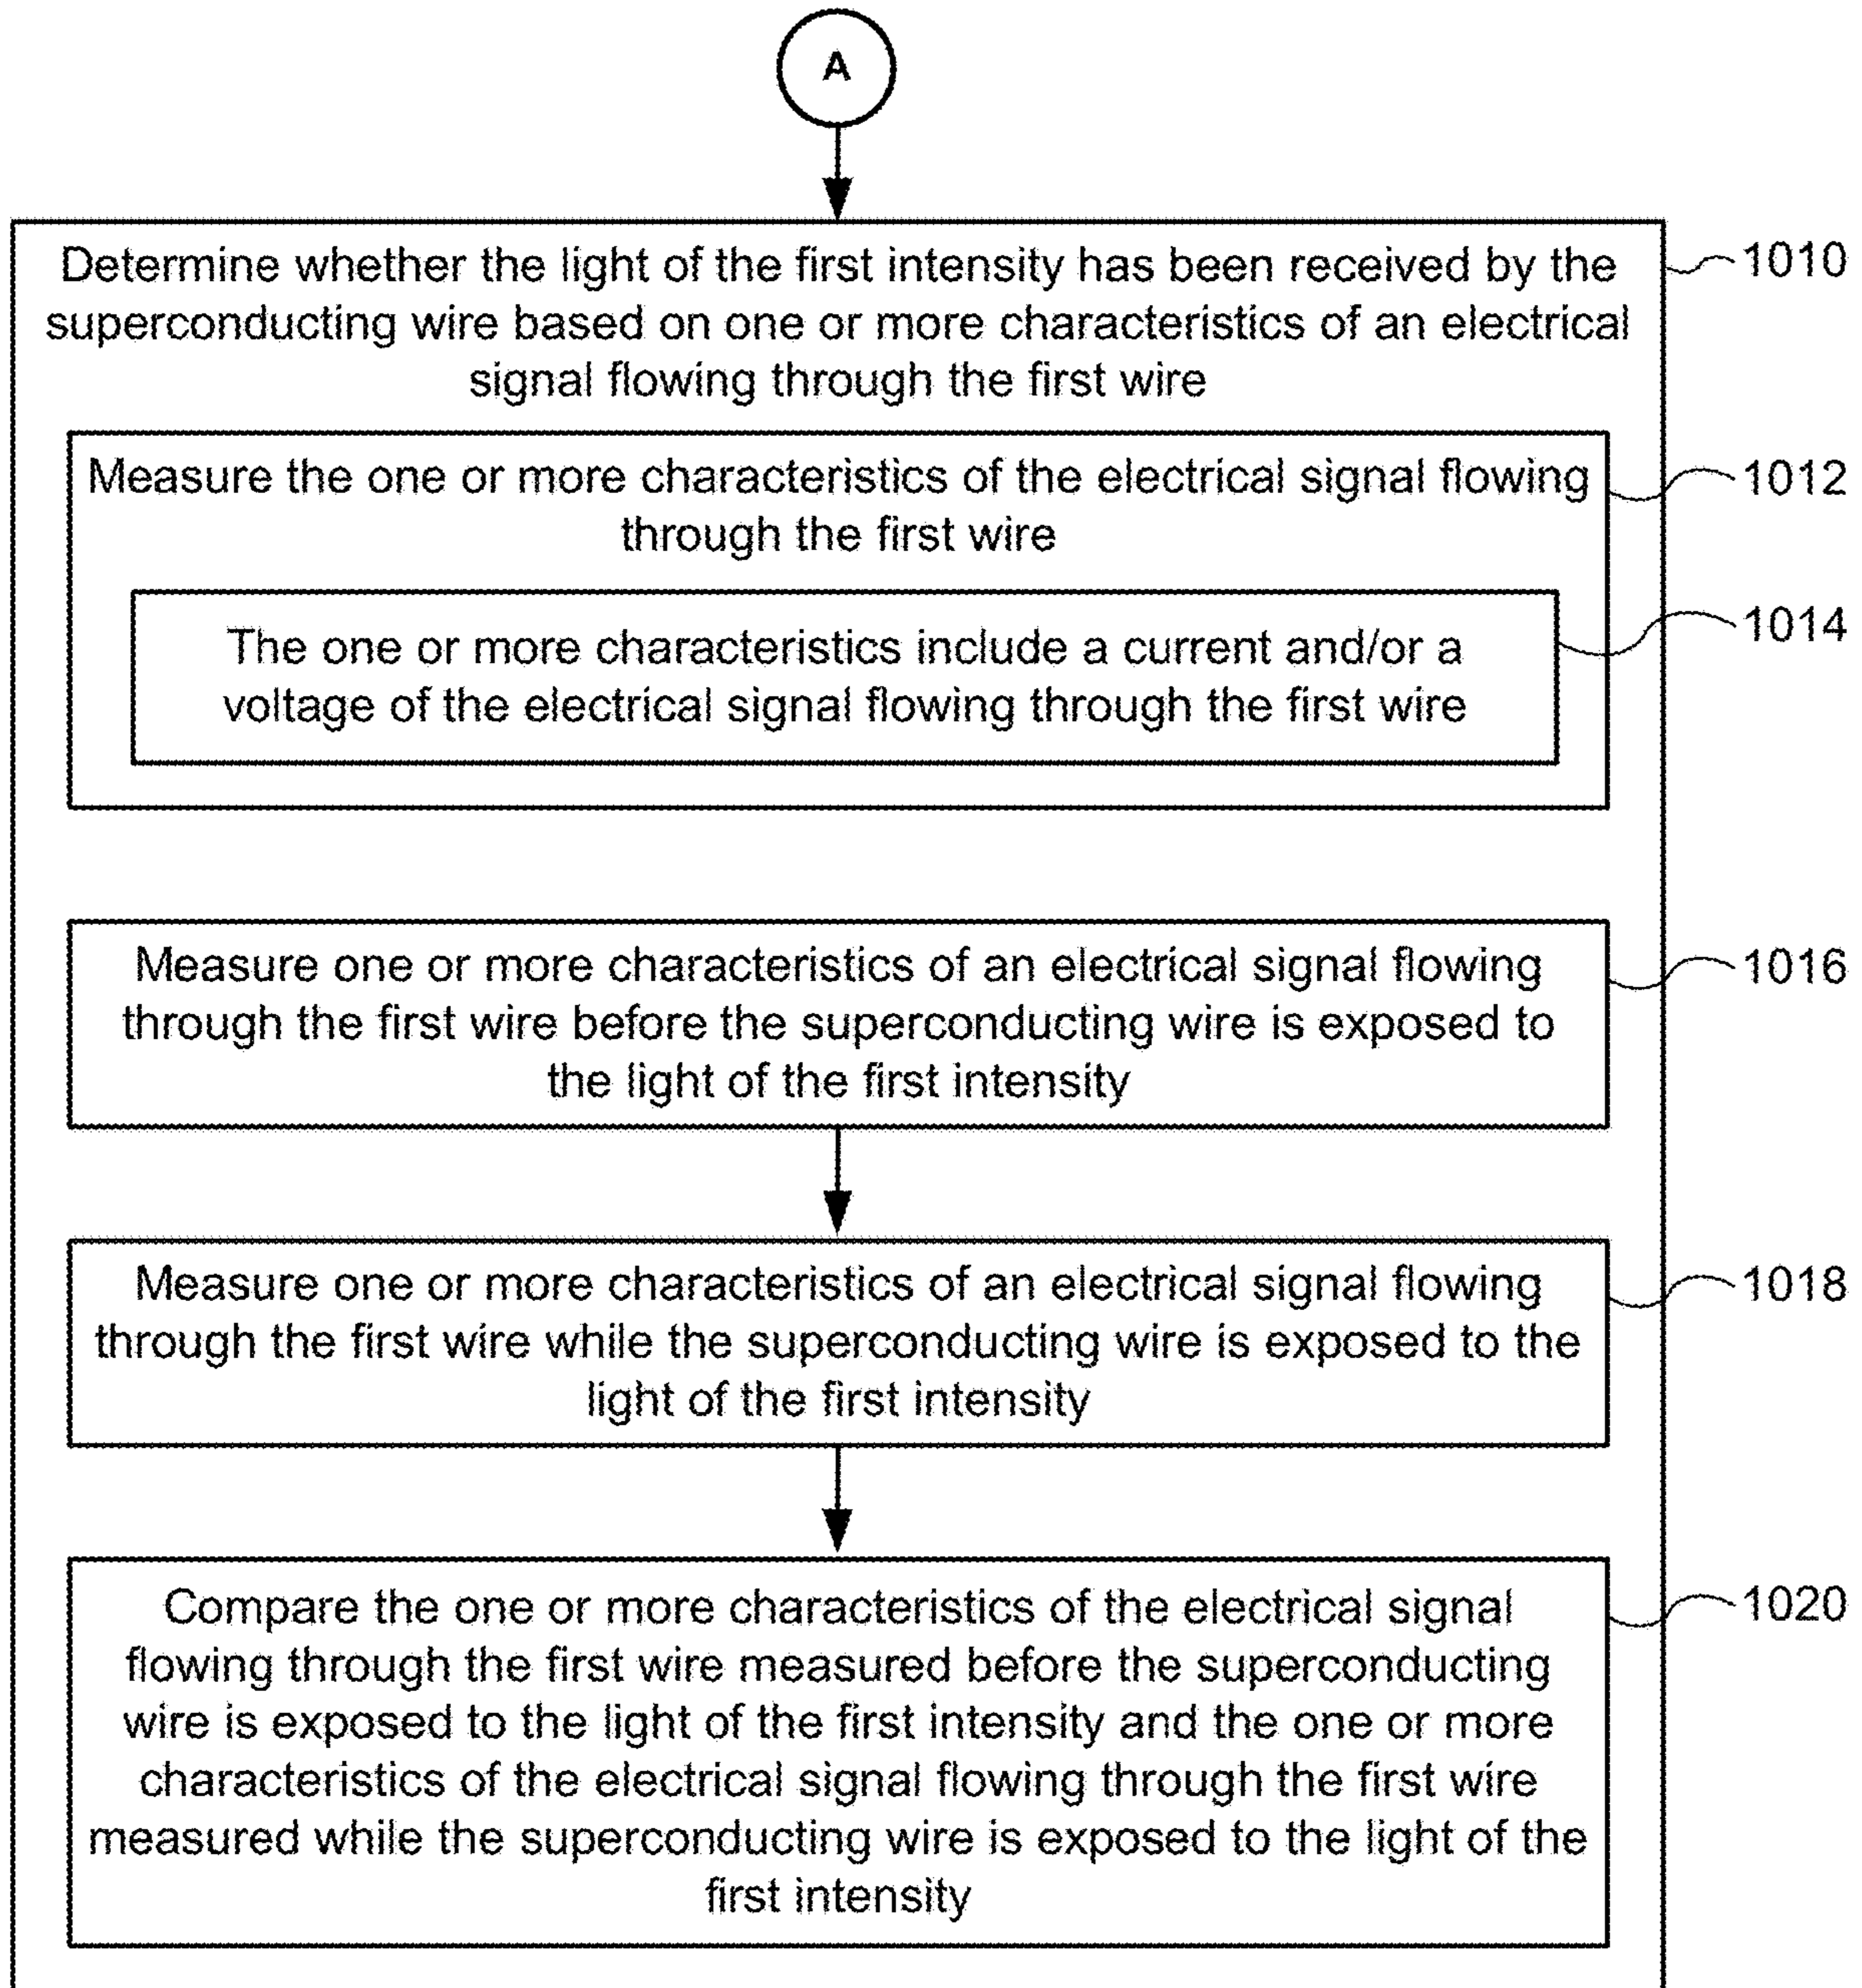 A
Determine whether the light of the first intensity has been received by the
superconducting wire based on one or more characteristics of an electrical
signal flowing through the first wire
1010
Measure the one or more characteristics of the electrical signal flowing
through the first wire
1012
The one or more characteristics include a current and/or a
voltage of the electrical signal flowing through the first wire
1014
Measure one or more characteristics of an electrical signal flowing
through the first wire before the superconducting wire is exposed to
the light of the first intensity
1016
Measure one or more characteristics of an electrical signal flowing
through the first wire while the superconducting wire is exposed to the
light of the first intensity
1018
Compare the one or more characteristics of the electrical signal
flowing through the first wire measured before the superconducting
wire is exposed to the light of the first intensity and the one or more
characteristics of the electrical signal flowing through the first wire
measured while the superconducting wire is exposed to the light of the
first intensity
1020